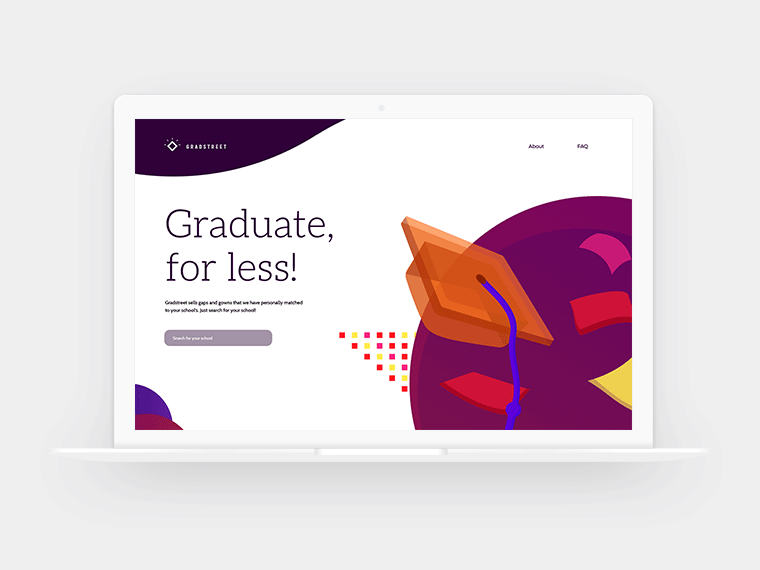 GRADSTREET
About
FAQ
Graduate,
for less!
Gradstreet sells gaps and gowns that we have personally matched
to your school's. Just search for your school!
Search for your school